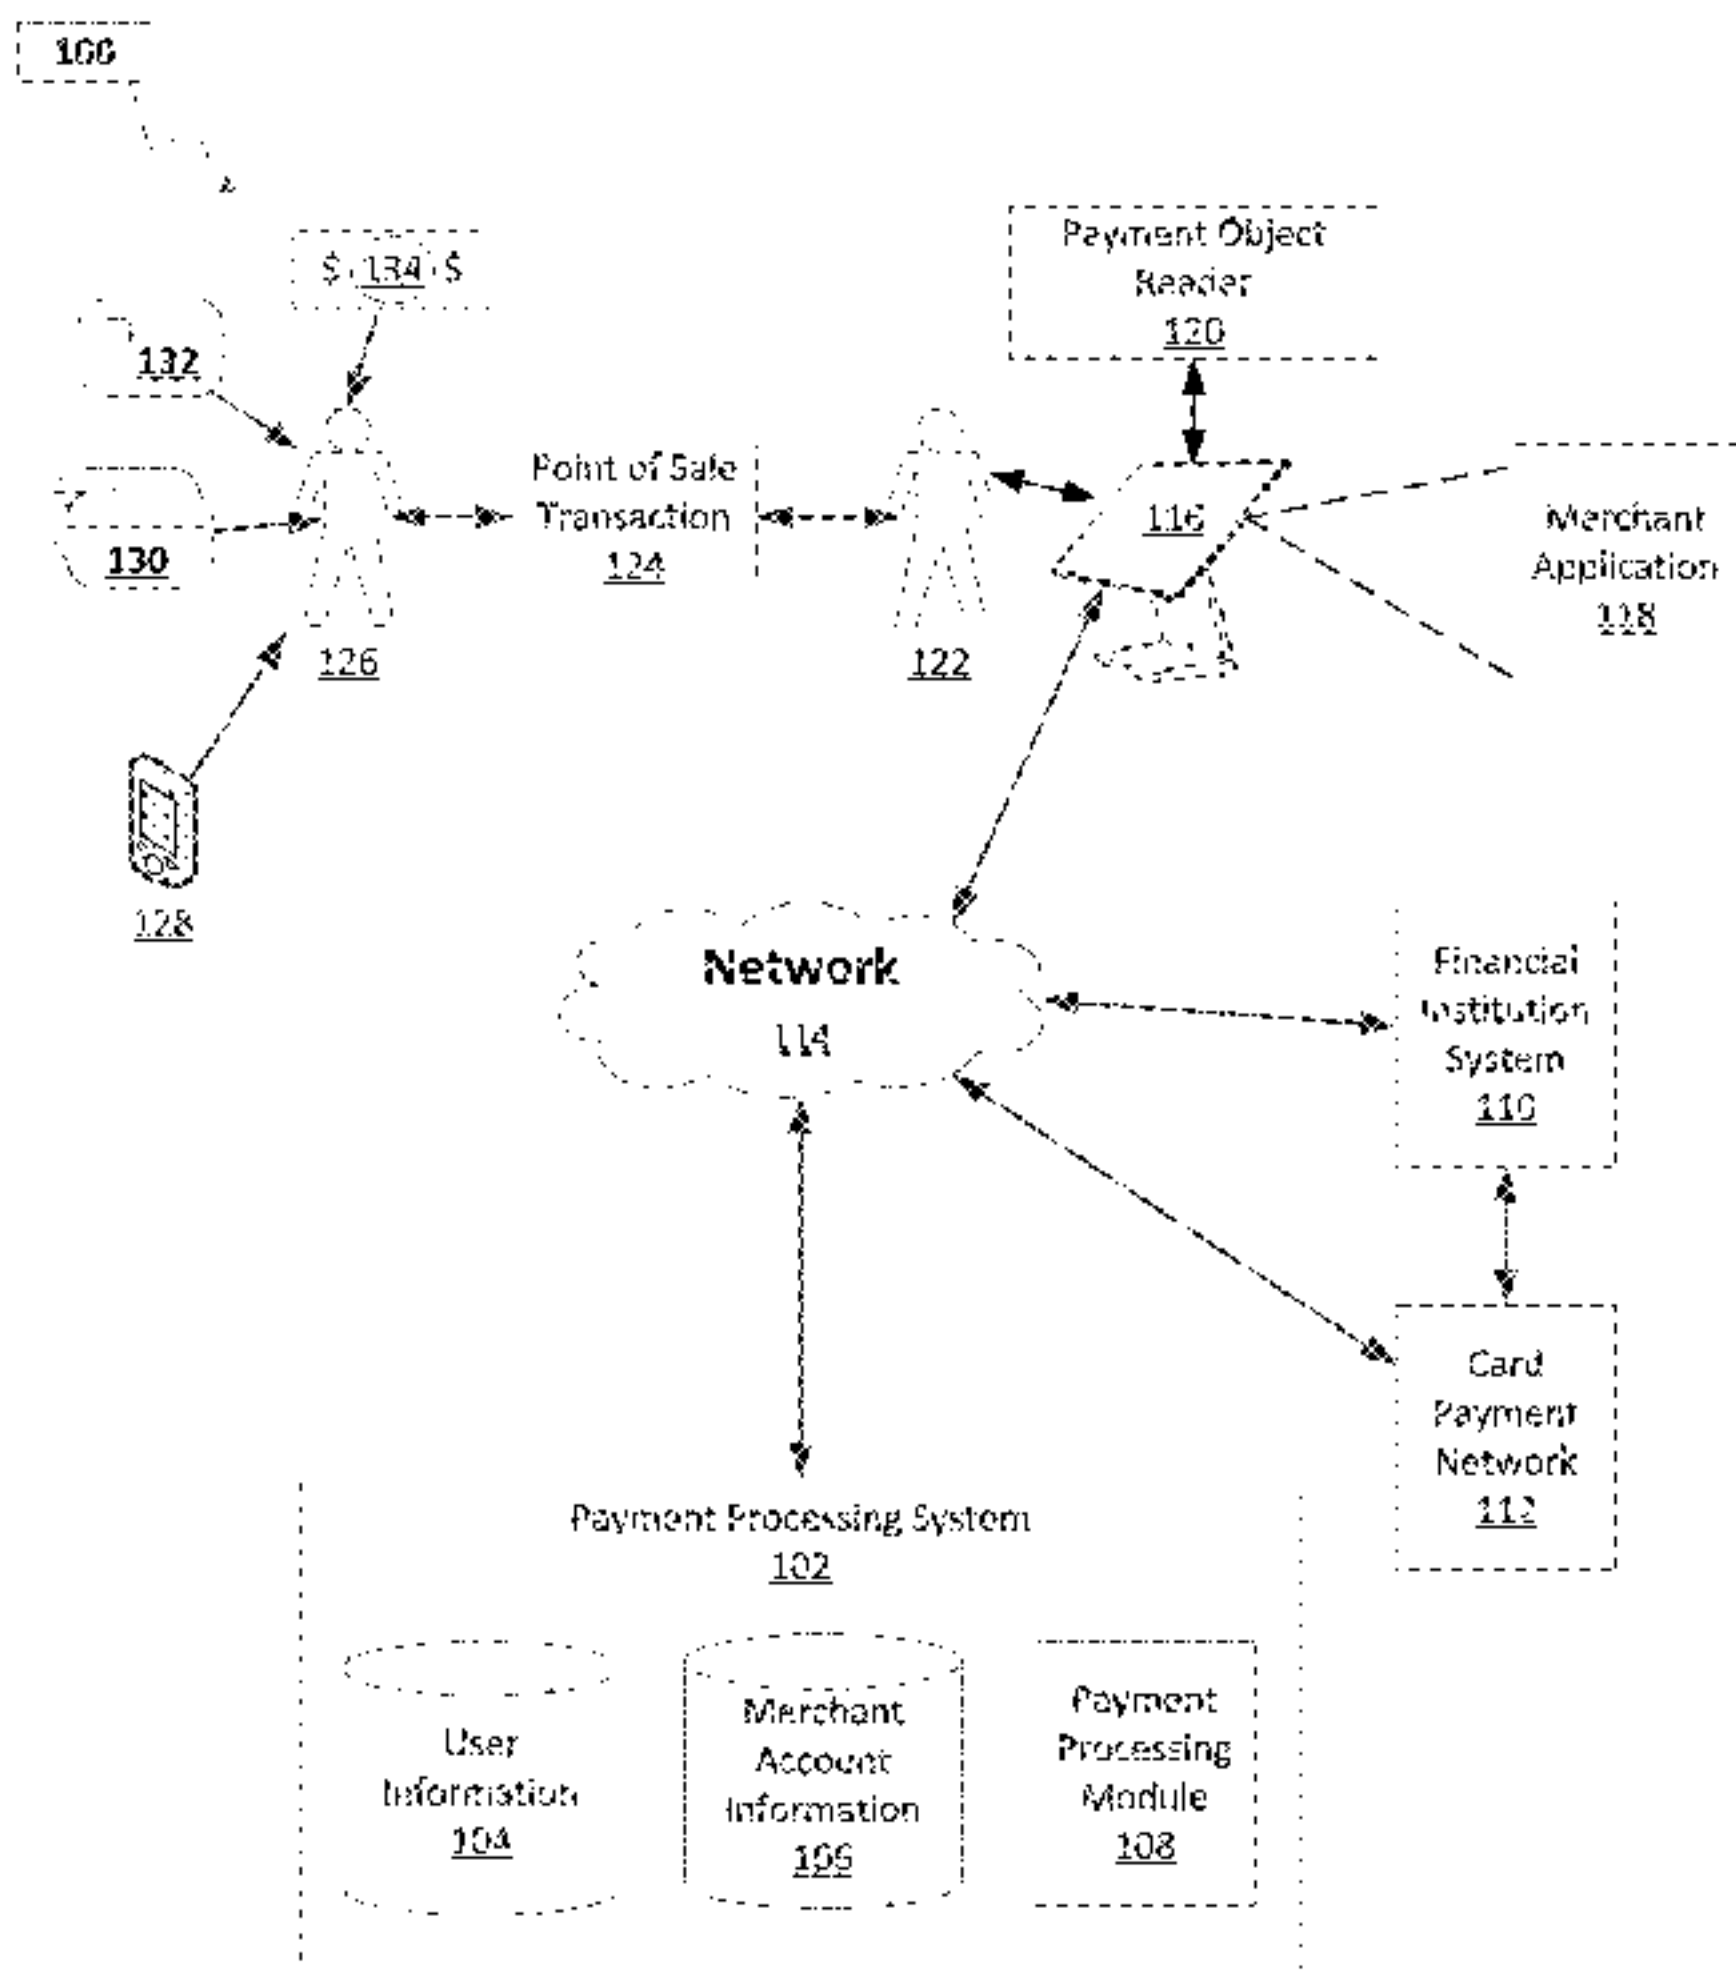 100
$ 134 $
132
130
126
128
Point of Sale
Transaction
124
122
Payment Object
Reader
120
116
Merchant
Application
118
Network
114
Financial
Institution
System
110
Card
Payment
Network
112
Payment Processing System
102
User
Information
104
Merchant
Account
Information
106
Payment
Processing
Module
108